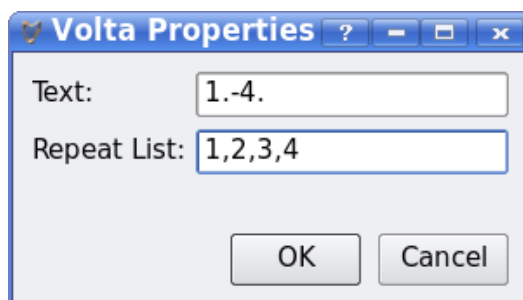 Volta Properties
Text: 1.-4.
Repeat List: 1,2,3,4
OK Cancel